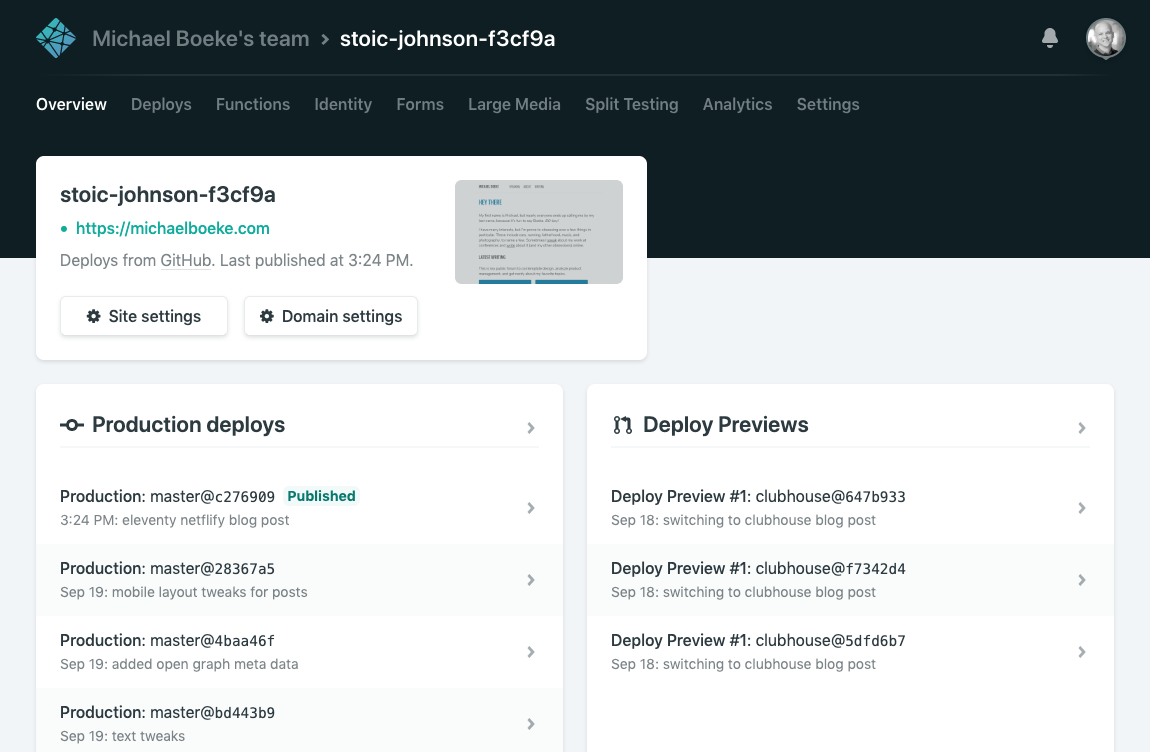 Michael Boeke's team › stoic-johnson-f3cf9a
Overview Deploys Functions Identity Forms Large Media Split Testing Analytics Settings
stoic-johnson-f3cf9a
https://michaelboeke.com
Deploys from GitHub. Last published at 3:24 PM.
Site settings
Domain settings
HEY THERE
LATEST WRITING
Production deploys
Production: master@c276909 Published
3:24 PM: eleventy netflify blog post
Production: master@28367a5
Sep 19: mobile layout tweaks for posts
Production: master@4baa46f
Sep 19: added open graph meta data
Production: master@bd443b9
Sep 19: text tweaks
Deploy Previews
Deploy Preview #1: clubhouse@647b933
Sep 18: switching to clubhouse blog post
Deploy Preview #1: clubhouse@f7342d4
Sep 18: switching to clubhouse blog post
Deploy Preview #1: clubhouse@5dfd6b7
Sep 18: switching to clubhouse blog post